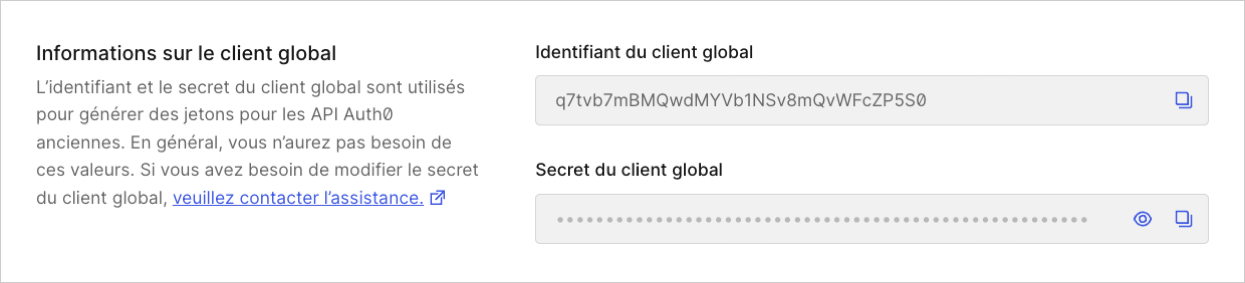 Informations sur le client global
L’identifiant et le secret du client global sont utilisés
pour générer des jetons pour les API Auth0
anciennes. En général, vous n’aurez pas besoin de
ces valeurs. Si vous avez besoin de modifier le secret
du client global, veuillez contacter l’assistance.
Identifiant du client global
q7tvb7mBMQwdMYVb1NSv8mQvWFcZP5S0
Secret du client global